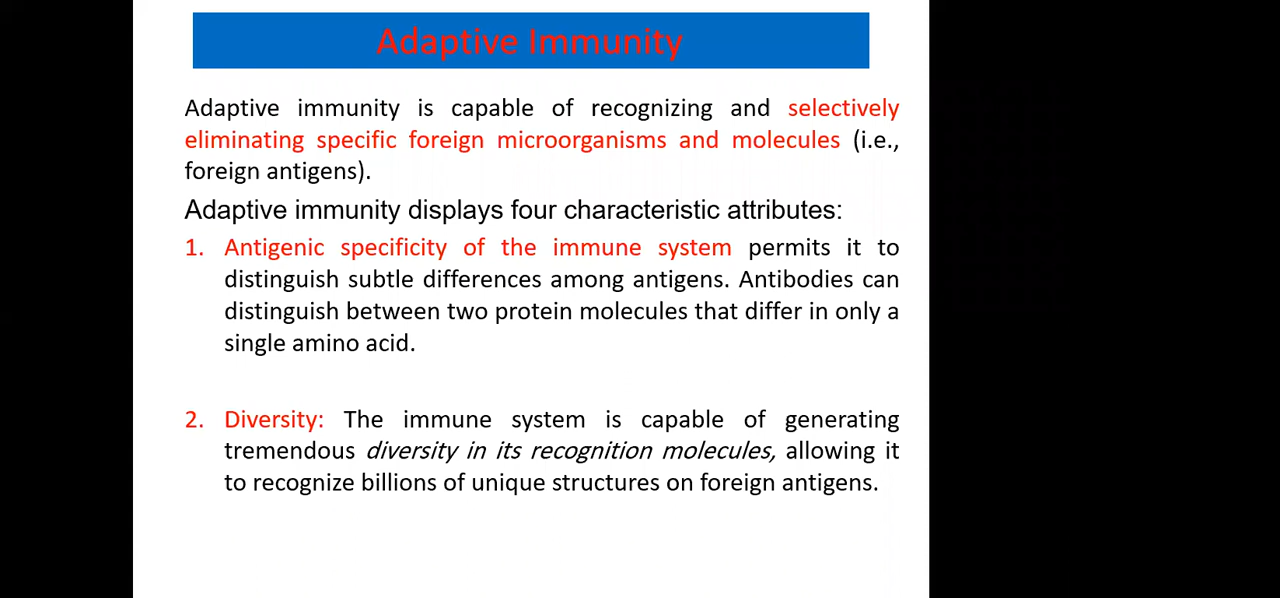 Adaptive Immunity
Adaptive immunity is capable of recognizing and selectively
eliminating specific foreign microorganisms and molecules (i.e.,
foreign antigens).
Adaptive immunity displays four characteristic attributes:
1. Antigenic specificity of the immune system permits it to
distinguish subtle differences among antigens. Antibodies can
distinguish between two protein molecules that differ in only a
single amino acid.
2. Diversity: The immune system is capable of generating
tremendous diversity in its recognition molecules, allowing it
to recognize billions of unique structures on foreign antigens.